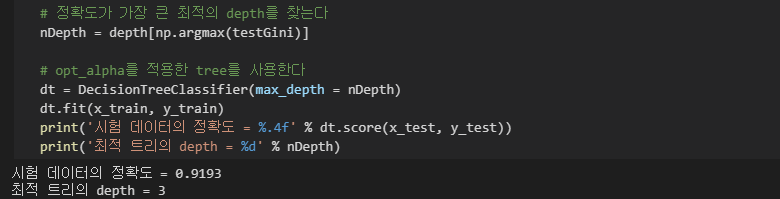 # 정확도가 가장 큰 최적의 depth를 찾는다
nDepth = depth[np.argmax(testGini)]
# opt_alpha를 적용한 tree를 사용한다
dt = DecisionTreeClassifier(max_depth = nDepth)
dt.fit(x_train, y_train)
print('시험 데이터의 정확도 = %.4f' % dt.score(x_test, y_test))
print('최적 트리의 depth = %d' % nDepth)
시험 데이터의 정확도 = 0.9193
최적 트리의 depth = 3